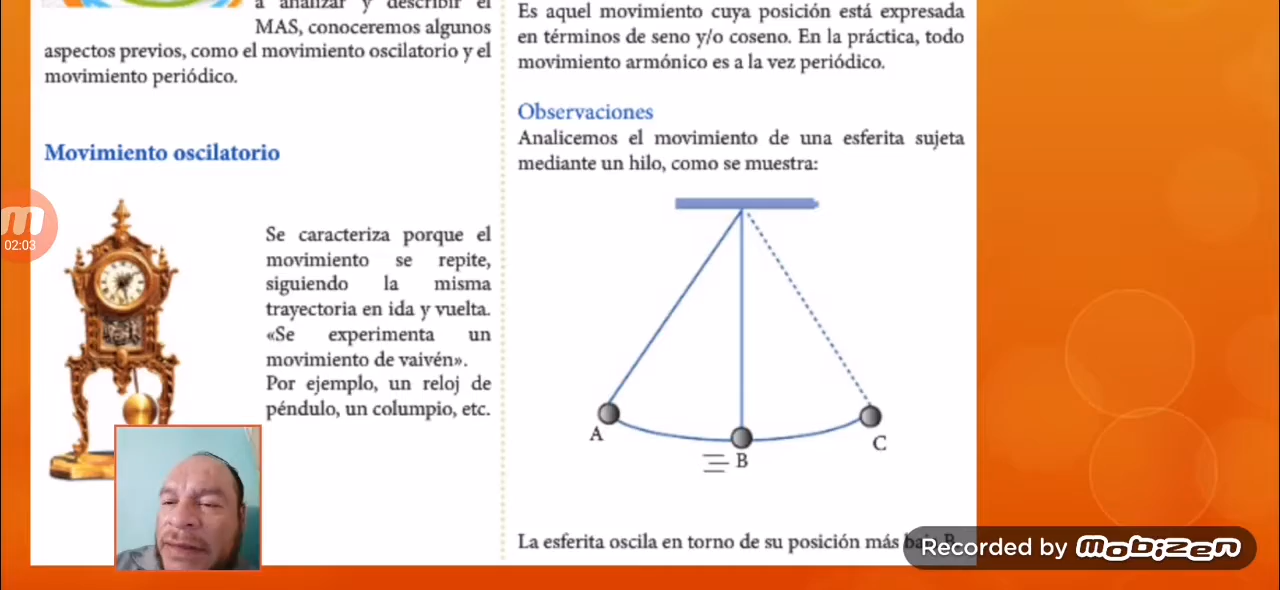 a analizar y describir el
MAS, conoceremos algunos
aspectos previos, como el movimiento oscilatorio y el
movimiento periódico.
Movimiento oscilatorio
Se caracteriza porque el
movimiento se repite,
siguiendo la misma
trayectoria en ida y vuelta.
«Se experimenta un
movimiento de vaivén».
Por ejemplo, un reloj de
péndulo, un columpio, etc.
Es aquel movimiento cuya posición está expresada
en términos de seno y/o coseno. En la práctica, todo
movimiento armónico es a la vez periódico.
Observaciones
Analicemos el movimiento de una esferita sujeta
mediante un hilo, como se muestra:
A
B
C
La esferita oscila en torno de su posición más
02:03
Recorded by Mobizen